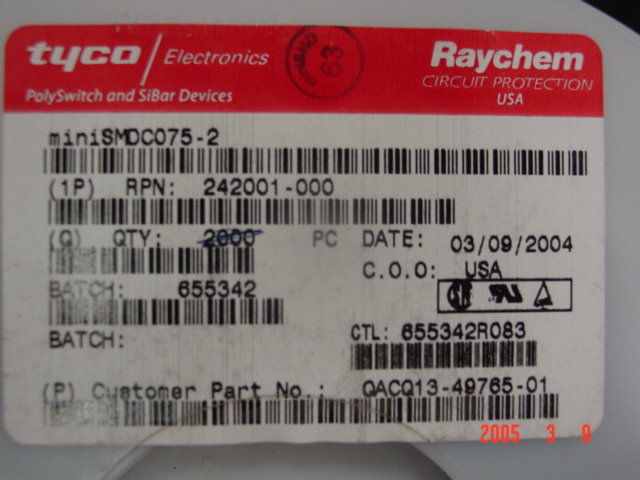 tyco / Electronics
PolySwitch and SiBar Devices
63
Raychem
CIRCUIT PROTECTION
USA
miniSMDC075-2
(1P) RPN: 242001-000
(Q) QTY: 2000 PC
DATE: 03/09/2004
C.O.O: USA
BATCH: 655342
BATCH:
CTL: 655342R083
(P) Customer Part No.: QACQ13-49765-01
2005 3 9